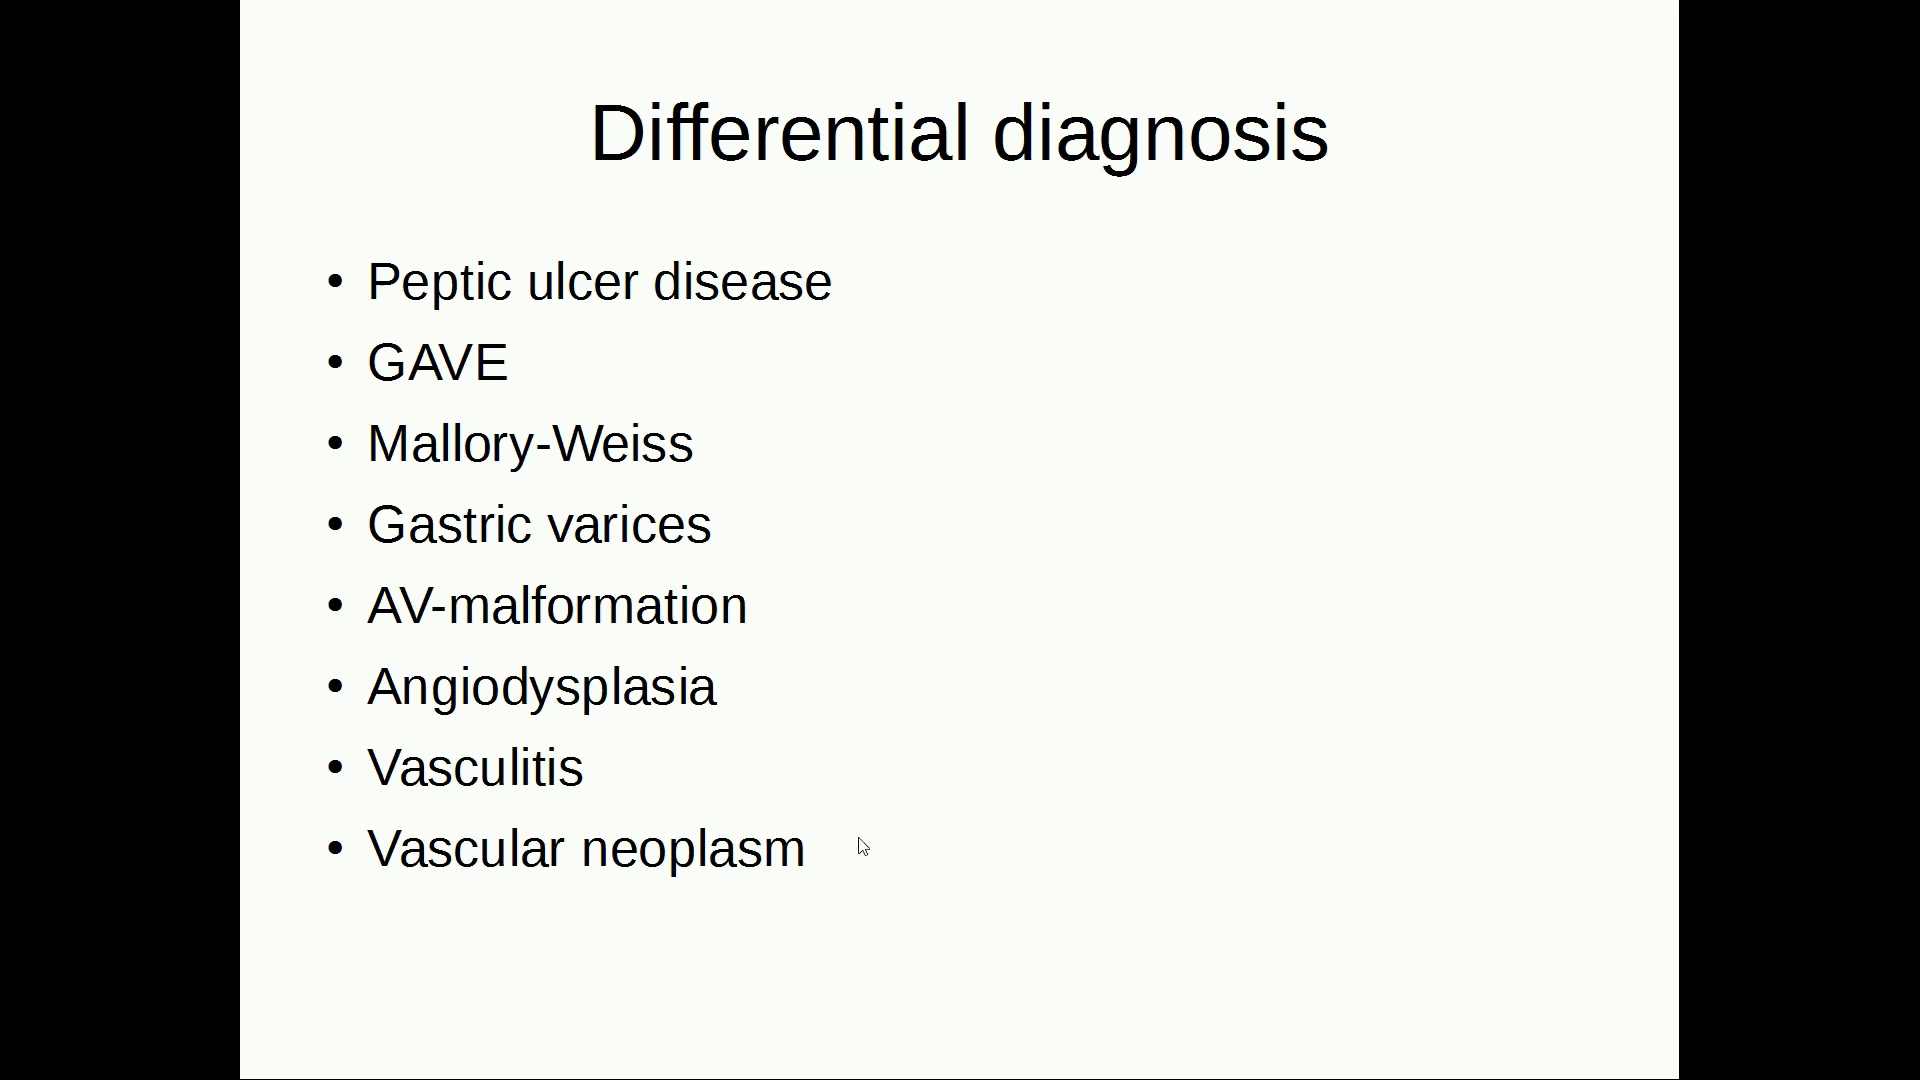 Differential diagnosis
• Peptic ulcer disease
• GAVE
• Mallory-Weiss
• Gastric varices
• AV-malformation
• Angiodysplasia
• Vasculitis
• Vascular neoplasm